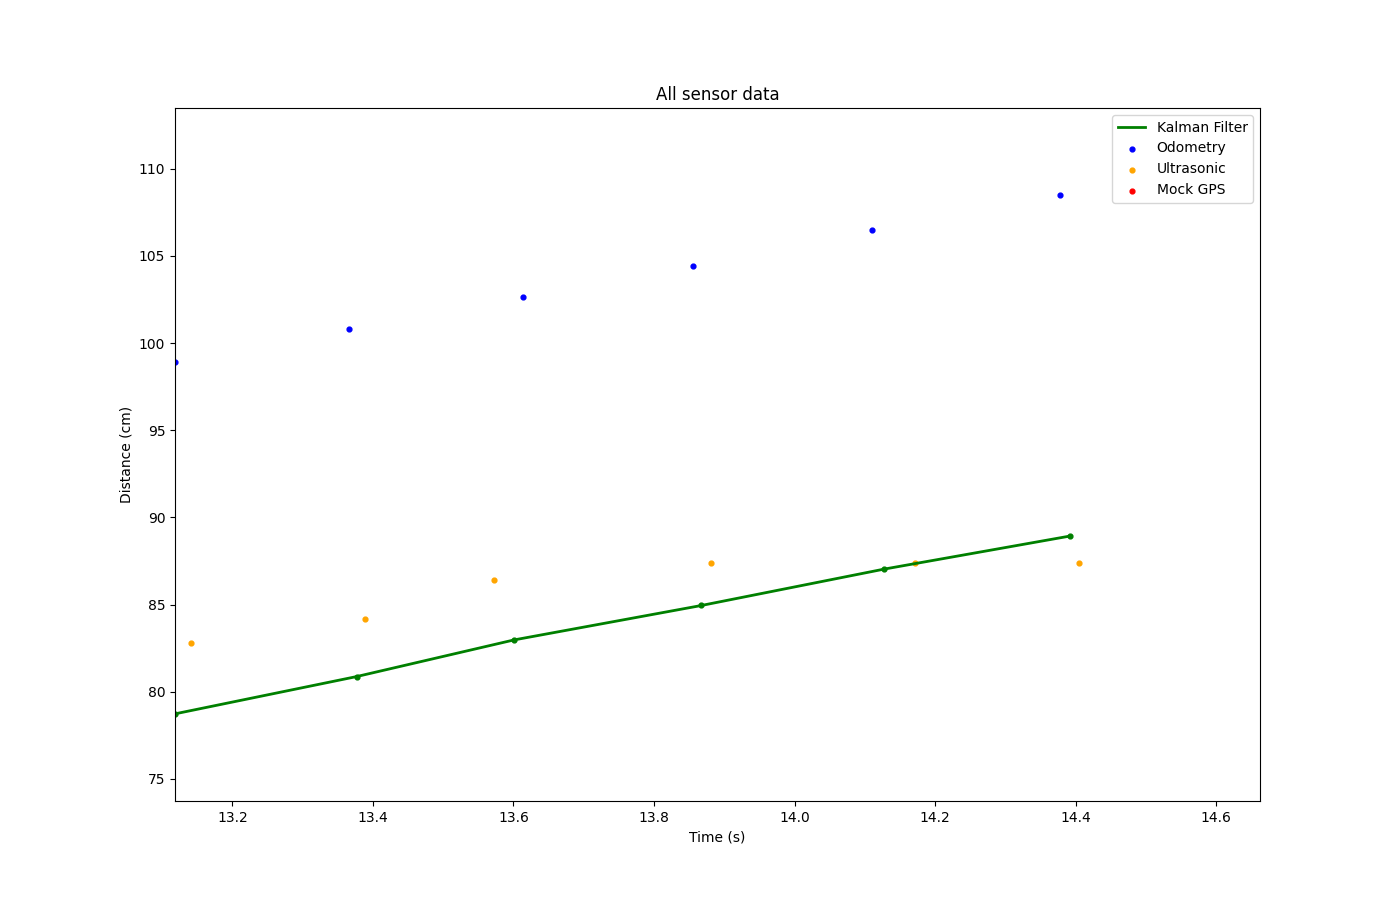 All sensor data
Kalman Filter
Odometry
Ultrasonic
Mock GPS
110
105
100
95
90
85
80
75
Distance (cm)
13.2 13.4 13.6 13.8 14.0 14.2 14.4 14.6
Time (s)